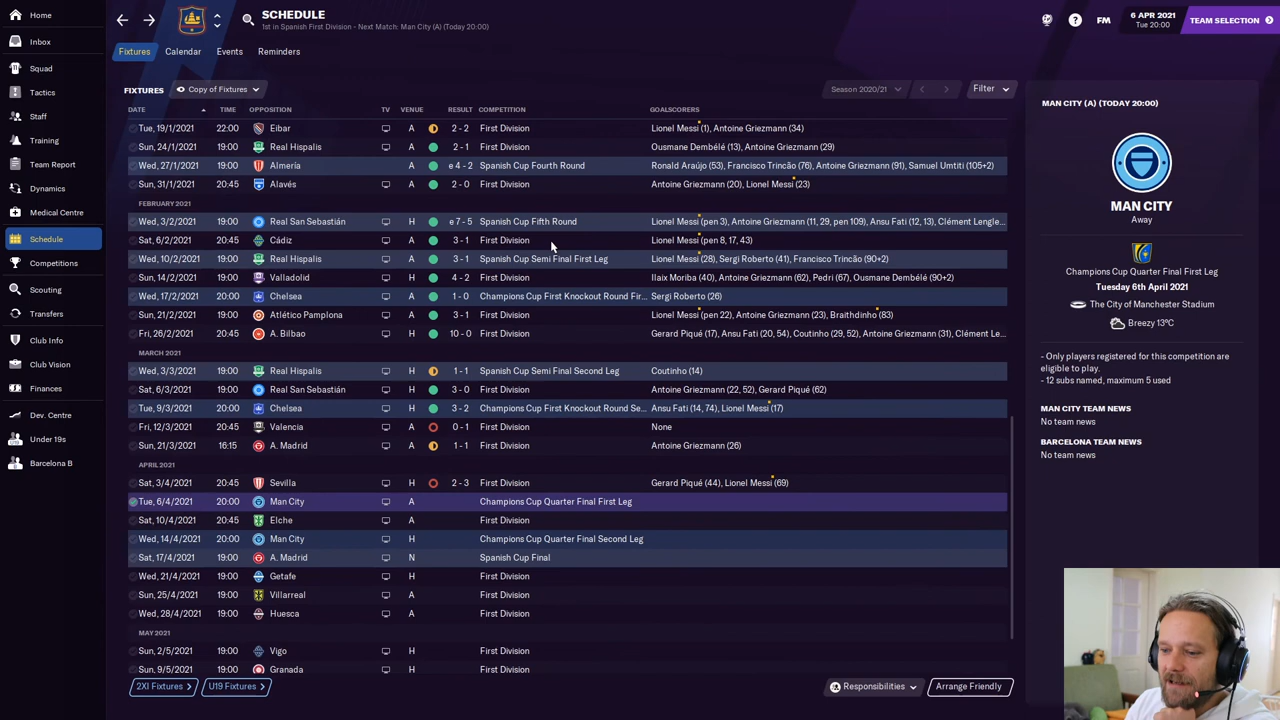 Home
Inbox
Squad
Tactics
Staff
Training
Team Report
Dynamics
Medical Centre
Schedule
Competitions
Scouting
Transfers
Club Info
Club Vision
Finances
Dev. Centre
Under 19s
Barcelona B
SCHEDULE
1st in Spanish First Division - Next Match: Man City (A) (Today 20:00)
FM
6 APR 2021
Tue 20:00
TEAM SELECTION
Fixtures Calendar Events Reminders
FIXTURES Copy of Fixtures Season 2020/21 Filter
DATE TIME OPPOSITION TV VENUE RESULT COMPETITION GOALSCORERS
Tue, 19/1/2021 22:00 Eibar A 2 - 2 First Division Lionel Messi (1), Antoine Griezmann (34)
Sun, 24/1/2021 19:00 Real Hispalis A 2 - 1 First Division Ousmane Dembélé (13), Antoine Griezmann (29)
Wed, 27/1/2021 19:00 Almería A e 4 - 2 Spanish Cup Fourth Round Ronald Araújo (53), Francisco Trincão (76), Antoine Griezmann (91), Samuel Umtiti (105+2)
Sun, 31/1/2021 20:45 Alavés A 2 - 0 First Division Antoine Griezmann (20), Lionel Messi (23)
FEBRUARY 2021
Wed, 3/2/2021 19:00 Real San Sebastián H e 7 - 5 Spanish Cup Fifth Round Lionel Messi (pen 3), Antoine Griezmann (11, 29, pen 109), Ansu Fati (12, 13), Clément Lengle...
Sat, 6/2/2021 20:45 Cádiz A 3 - 1 First Division Lionel Messi (pen 8, 17, 43)
Wed, 10/2/2021 19:00 Real Hispalis A 3 - 1 Spanish Cup Semi Final First Leg Lionel Messi (28), Sergi Roberto (41), Francisco Trincão (90+2)
Sun, 14/2/2021 19:00 Valladolid H 4 - 2 First Division Ilaix Moriba (40), Antoine Griezmann (62), Pedri (67), Ousmane Dembélé (90+2)
Wed, 17/2/2021 20:00 Chelsea A 1 - 0 Champions Cup First Knockout Round Fir... Sergi Roberto (26)
Sun, 21/2/2021 19:00 Atlético Pamplona A 3 - 1 First Division Lionel Messi (pen 22), Antoine Griezmann (23), Braithdinho (83)
Fri, 26/2/2021 20:45 A. Bilbao H 10 - 0 First Division Gerard Piqué (17), Ansu Fati (20, 54), Coutinho (29, 52), Antoine Griezmann (31), Clément Le...
MARCH 2021
Wed, 3/3/2021 19:00 Real Hispalis H 1 - 1 Spanish Cup Semi Final Second Leg Coutinho (14)
Sat, 6/3/2021 19:00 Real San Sebastián H 3 - 0 First Division Antoine Griezmann (22, 52), Gerard Piqué (62)
Tue, 9/3/2021 20:00 Chelsea H 3 - 2 Champions Cup First Knockout Round Se... Ansu Fati (14, 74), Lionel Messi (17)
Fri, 12/3/2021 20:45 Valencia A 0 - 1 First Division None
Sun, 21/3/2021 16:15 A. Madrid A 1 - 1 First Division Antoine Griezmann (26)
APRIL 2021
Sat, 3/4/2021 20:45 Sevilla H 2 - 3 First Division Gerard Piqué (44), Lionel Messi (69)
Tue, 6/4/2021 20:00 Man City A Champions Cup Quarter Final First Leg
Sat, 10/4/2021 20:45 Elche A First Division
Wed, 14/4/2021 20:00 Man City H Champions Cup Quarter Final Second Leg
Sat, 17/4/2021 19:00 A. Madrid N Spanish Cup Final
Wed, 21/4/2021 19:00 Getafe H First Division
Sun, 25/4/2021 19:00 Villarreal A First Division
Wed, 28/4/2021 19:00 Huesca H First Division
MAY 2021
Sun, 2/5/2021 19:00 Vigo H First Division
Sun, 9/5/2021 19:00 Granada H First Division
2XI Fixtures U19 Fixtures Responsibilities Arrange Friendly
MAN CITY (A) (TODAY 20:00)
MAN CITY
Away
Champions Cup Quarter Final First Leg
Tuesday 6th April 2021
The City of Manchester Stadium
Breezy 13°C
- Only players registered for this competition are
eligible to play.
- 12 subs named, maximum 5 used
MAN CITY TEAM NEWS
No team news
BARCELONA TEAM NEWS
No team news